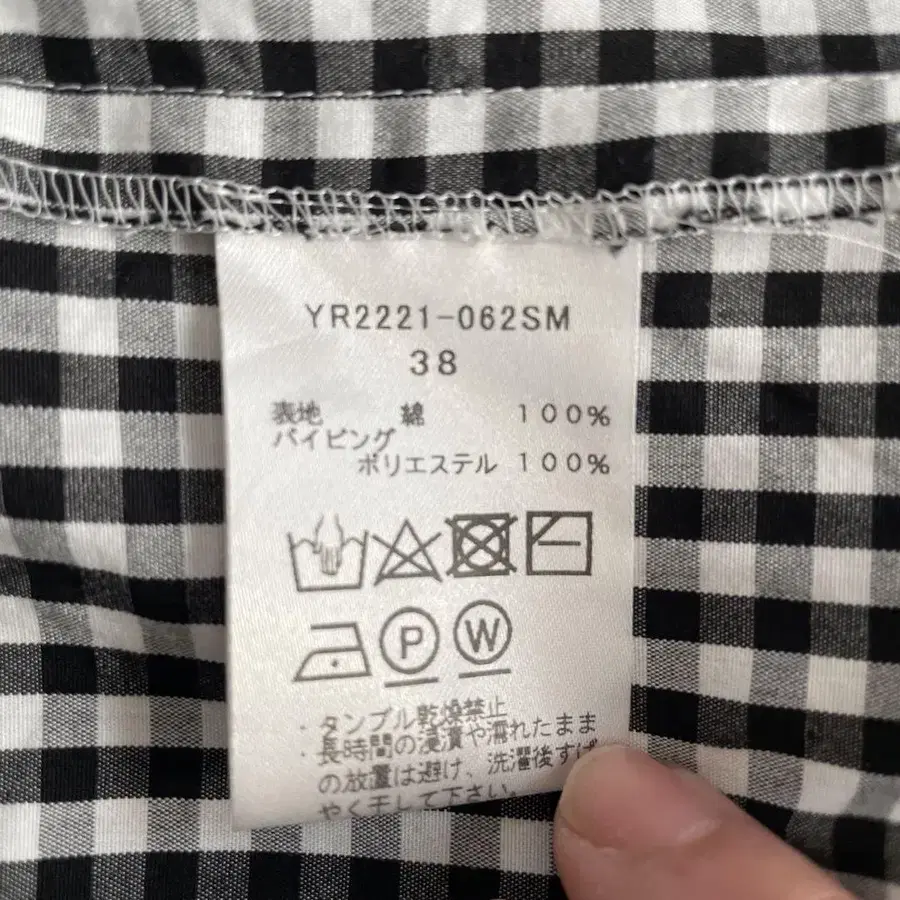 YR2221-062SM
38
表地 綿 100%
パイピング
ポリエステル 100%
P W
・タンブル乾燥禁止
・長時間の浸漬や濡れたまま
の放置は避け、洗濯後すば
やく干して下さい。